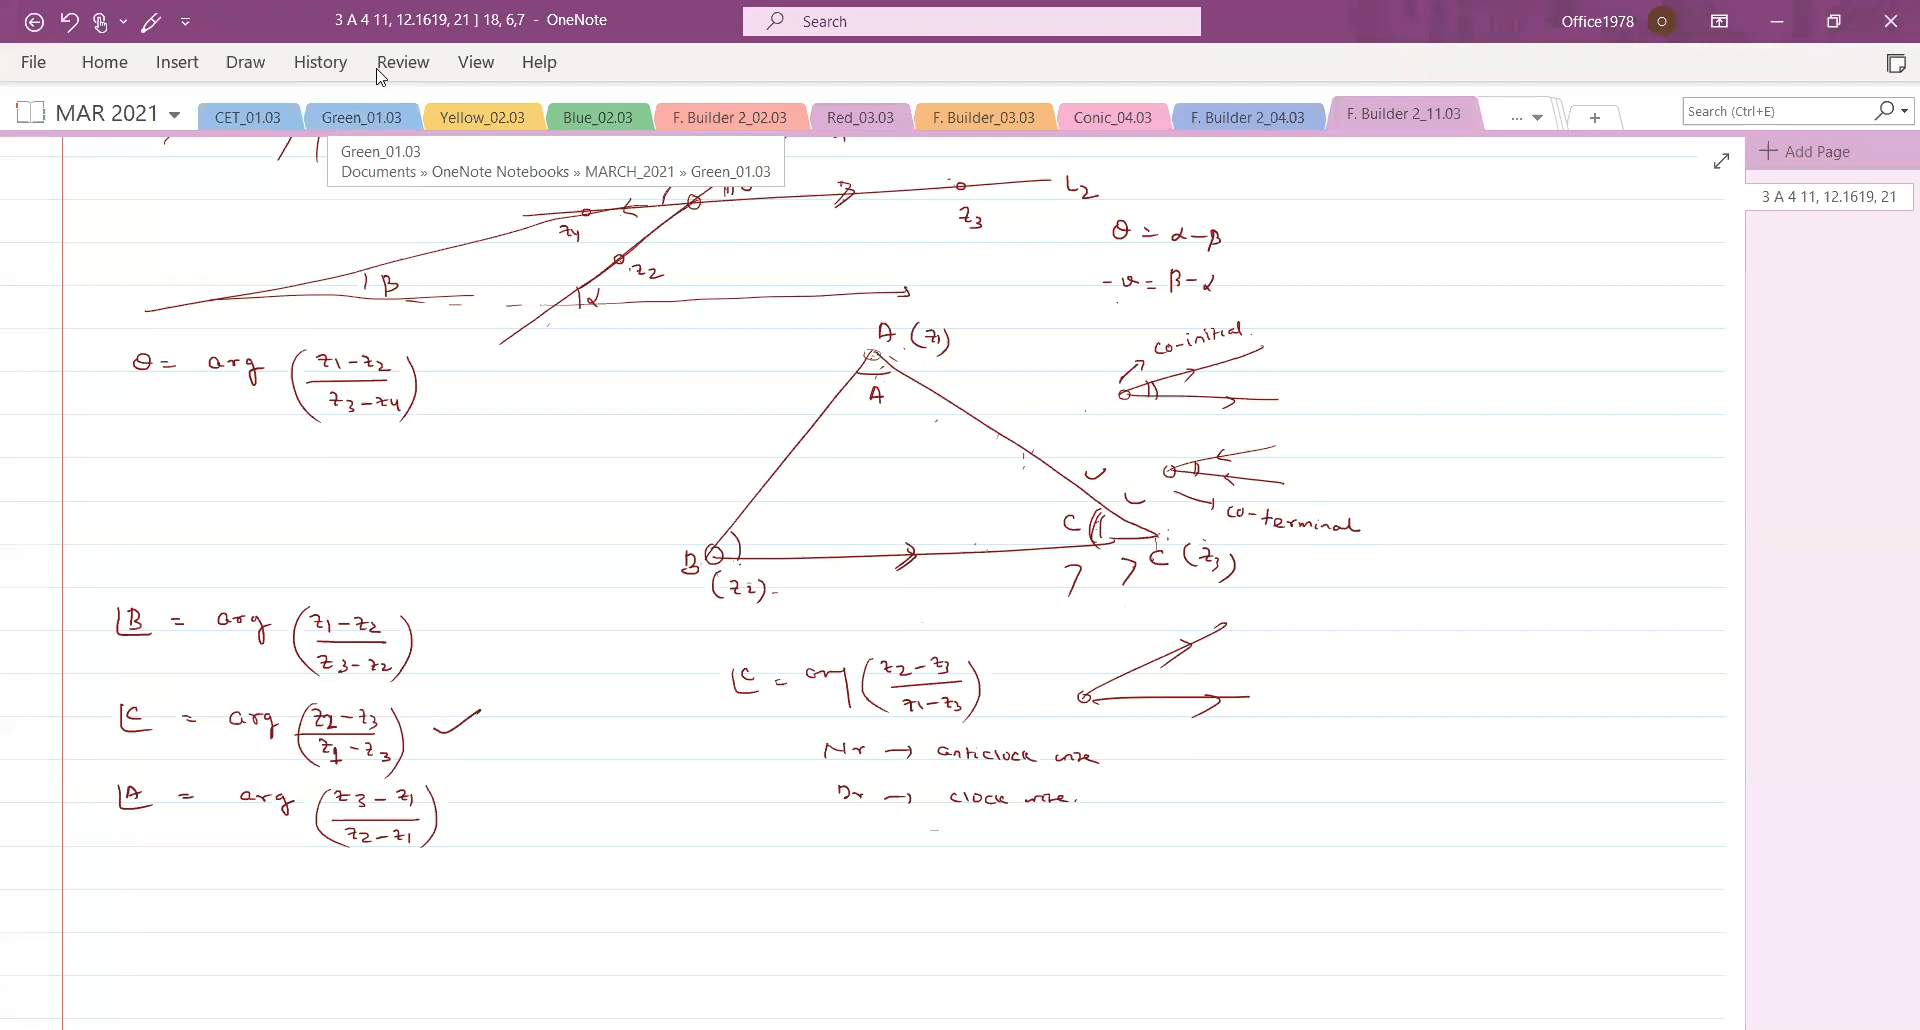 3 A 4 11, 12.1619, 21 ] 18, 6,7 - OneNote
Search
Office1978
O
File Home Insert Draw History Review View Help
MAR 2021
CET_01.03
Green_01.03
Yellow_02.03
Blue_02.03
F. Builder 2_02.03
Red_03.03
F. Builder_03.03
Conic_04.03
F. Builder 2_04.03
F. Builder 2_11.03
...
+
Search (Ctrl+E)
Green_01.03
Documents » OneNote Notebooks » MARCH_2021 » Green_01.03
Add Page
3 A 4 11, 12.1619, 21
L2
z4
z3
z2
β
α
θ = α-β
-θ = β-α
θ = arg (z1-z2 / z3-z4)
A (z1)
A
co-initial
co-terminal
C
C (z3)
B
(z2)
∠B = arg (z1-z2 / z3-z2)
∠C = arg (z2-z3 / z1-z3) ✓
∠A = arg (z3-z1 / z2-z1)
∠C = arg (z2-z3 / z1-z3)
Nr → anticlock wise
Dr → clock wise.